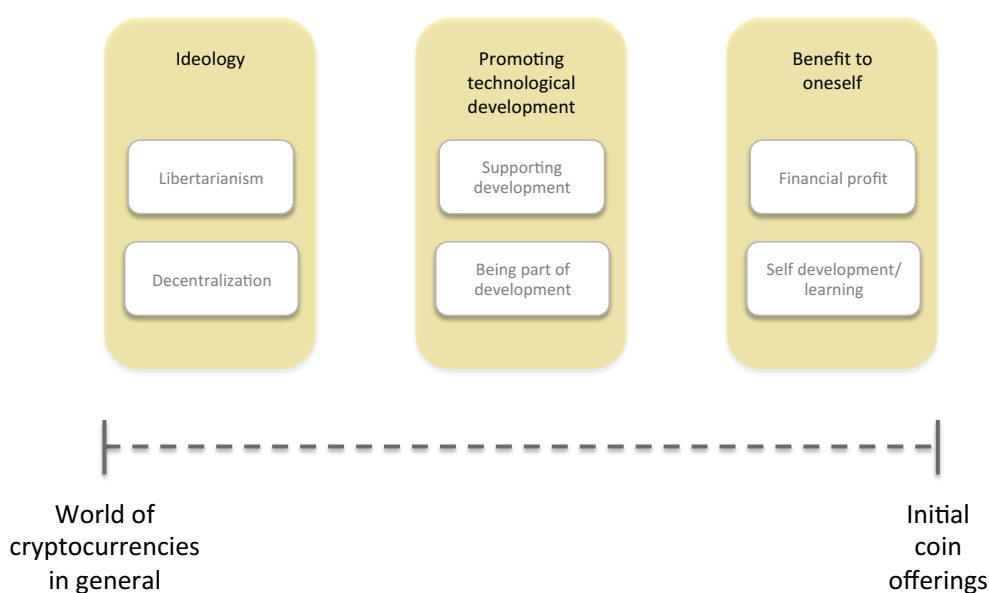 Ideology
Libertarianism
Decentralization
Promoting
technological
development
Supporting
development
Being part of
development
Benefit to
oneself
Financial profit
Self development/
learning
World of
cryptocurrencies
in general
Initial
coin
offerings